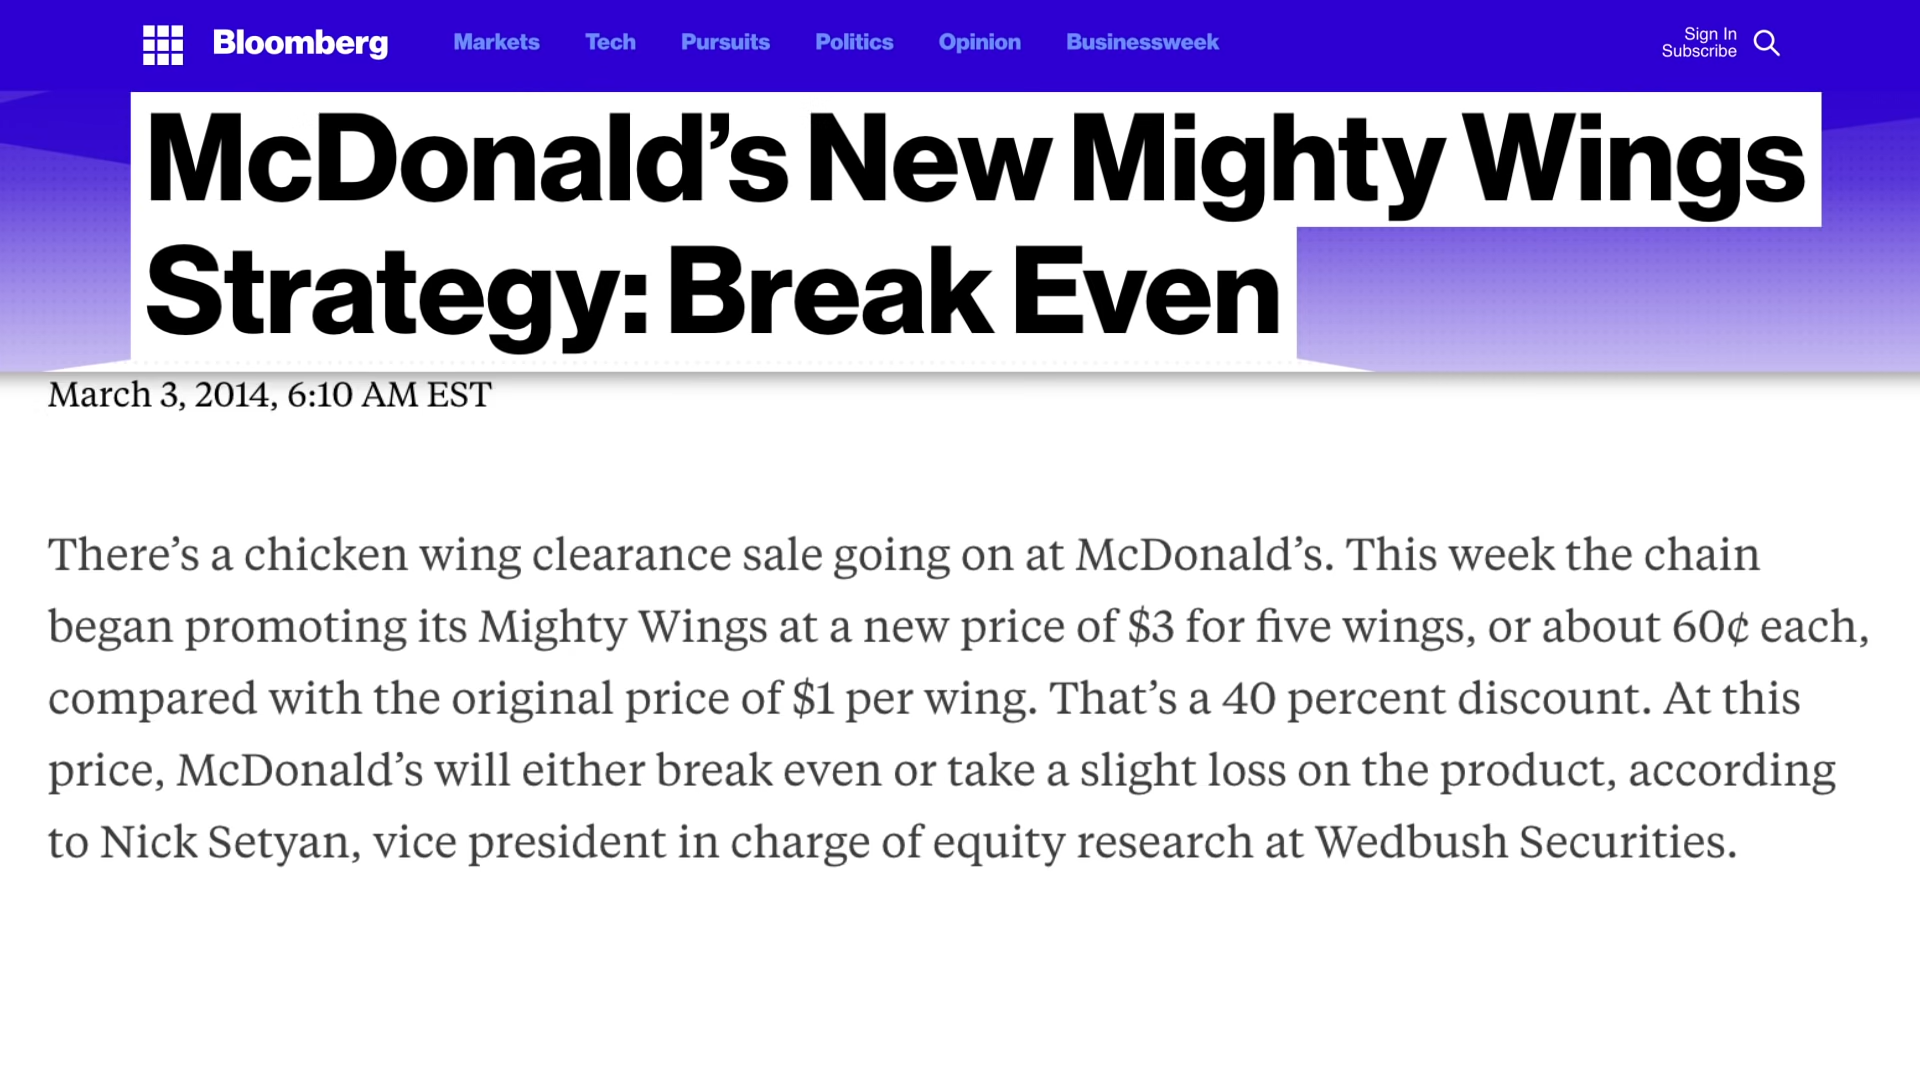 Bloomberg Markets Tech Pursuits Politics Opinion Businessweek Sign In
Subscribe
McDonald’s New Mighty Wings
Strategy: Break Even
March 3, 2014, 6:10 AM EST
There’s a chicken wing clearance sale going on at McDonald’s. This week the chain
began promoting its Mighty Wings at a new price of $3 for five wings, or about 60¢ each,
compared with the original price of $1 per wing. That’s a 40 percent discount. At this
price, McDonald’s will either break even or take a slight loss on the product, according
to Nick Setyan, vice president in charge of equity research at Wedbush Securities.